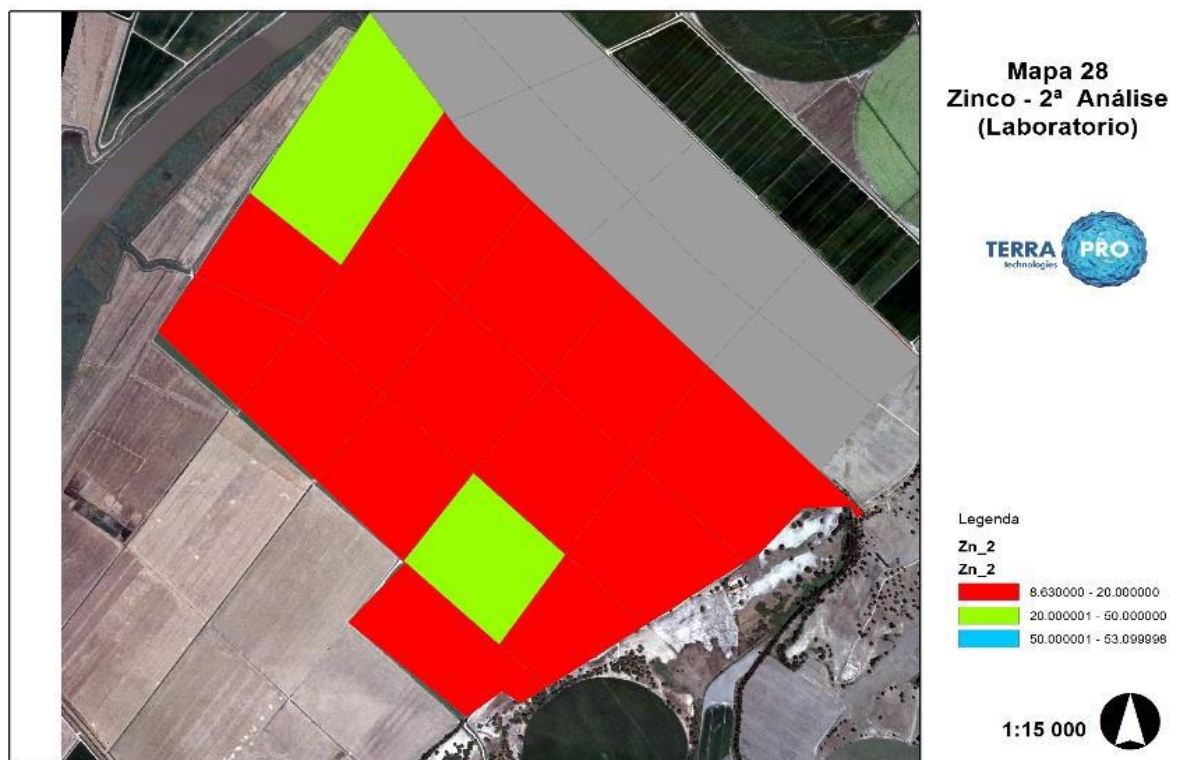 Mapa 28
Zinco - 2ª Análise
(Laboratorio)
TERRA PRO
technologies
Legenda
Zn_2
Zn_2
8.630000 - 20.000000
20.000001 - 50.000000
50.000001 - 53.099998
1:15 000